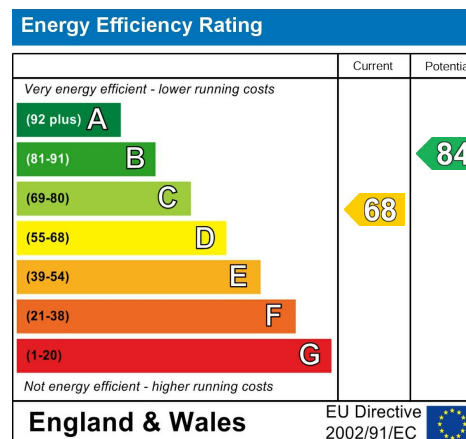 Energy Efficiency Rating
Current Potentia
Very energy efficient - lower running costs
(92 plus) A
(81-91) B
84
(69-80) C
68
(55-68) D
(39-54) E
(21-38) F
(1-20) G
Not energy efficient - higher running costs
England & Wales
EU Directive
2002/91/EC